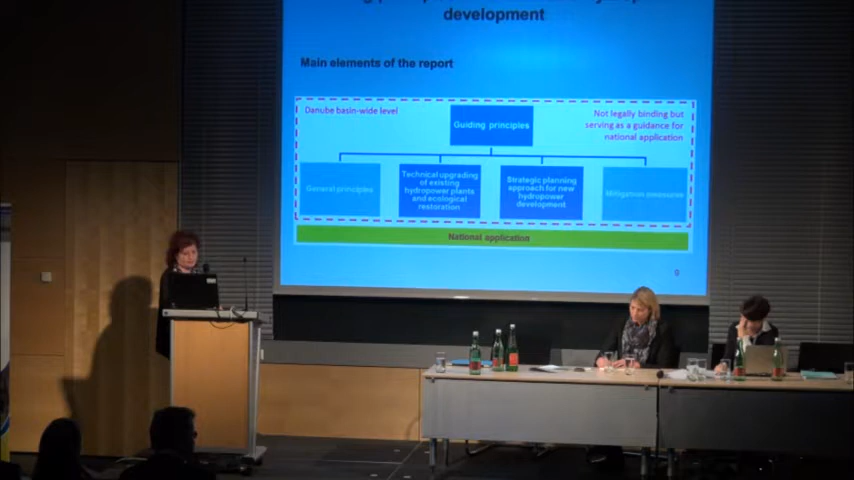 development
Main elements of the report
Danube basin-wide level
Not legally binding but
serving as a guidance for
national application
Guiding principles
General principles
Technical upgrading
of existing
hydropower plants
and ecological
restoration
Strategic planning
approach for new
hydropower
development
Mitigation measures
National application
9